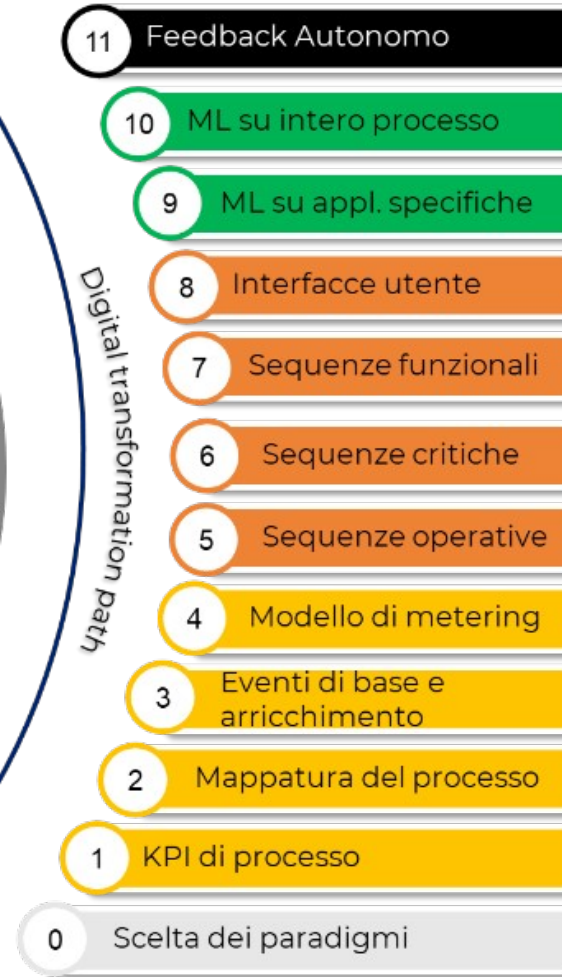 11 Feedback Autonomo
10 ML su intero processo
9 ML su appl. specifiche
8 Interfacce utente
7 Sequenze funzionali
6 Sequenze critiche
5 Sequenze operative
4 Modello di metering
3 Eventi di base e
arricchimento
2 Mappatura del processo
1 KPI di processo
0 Scelta dei paradigmi
Digital transformation path